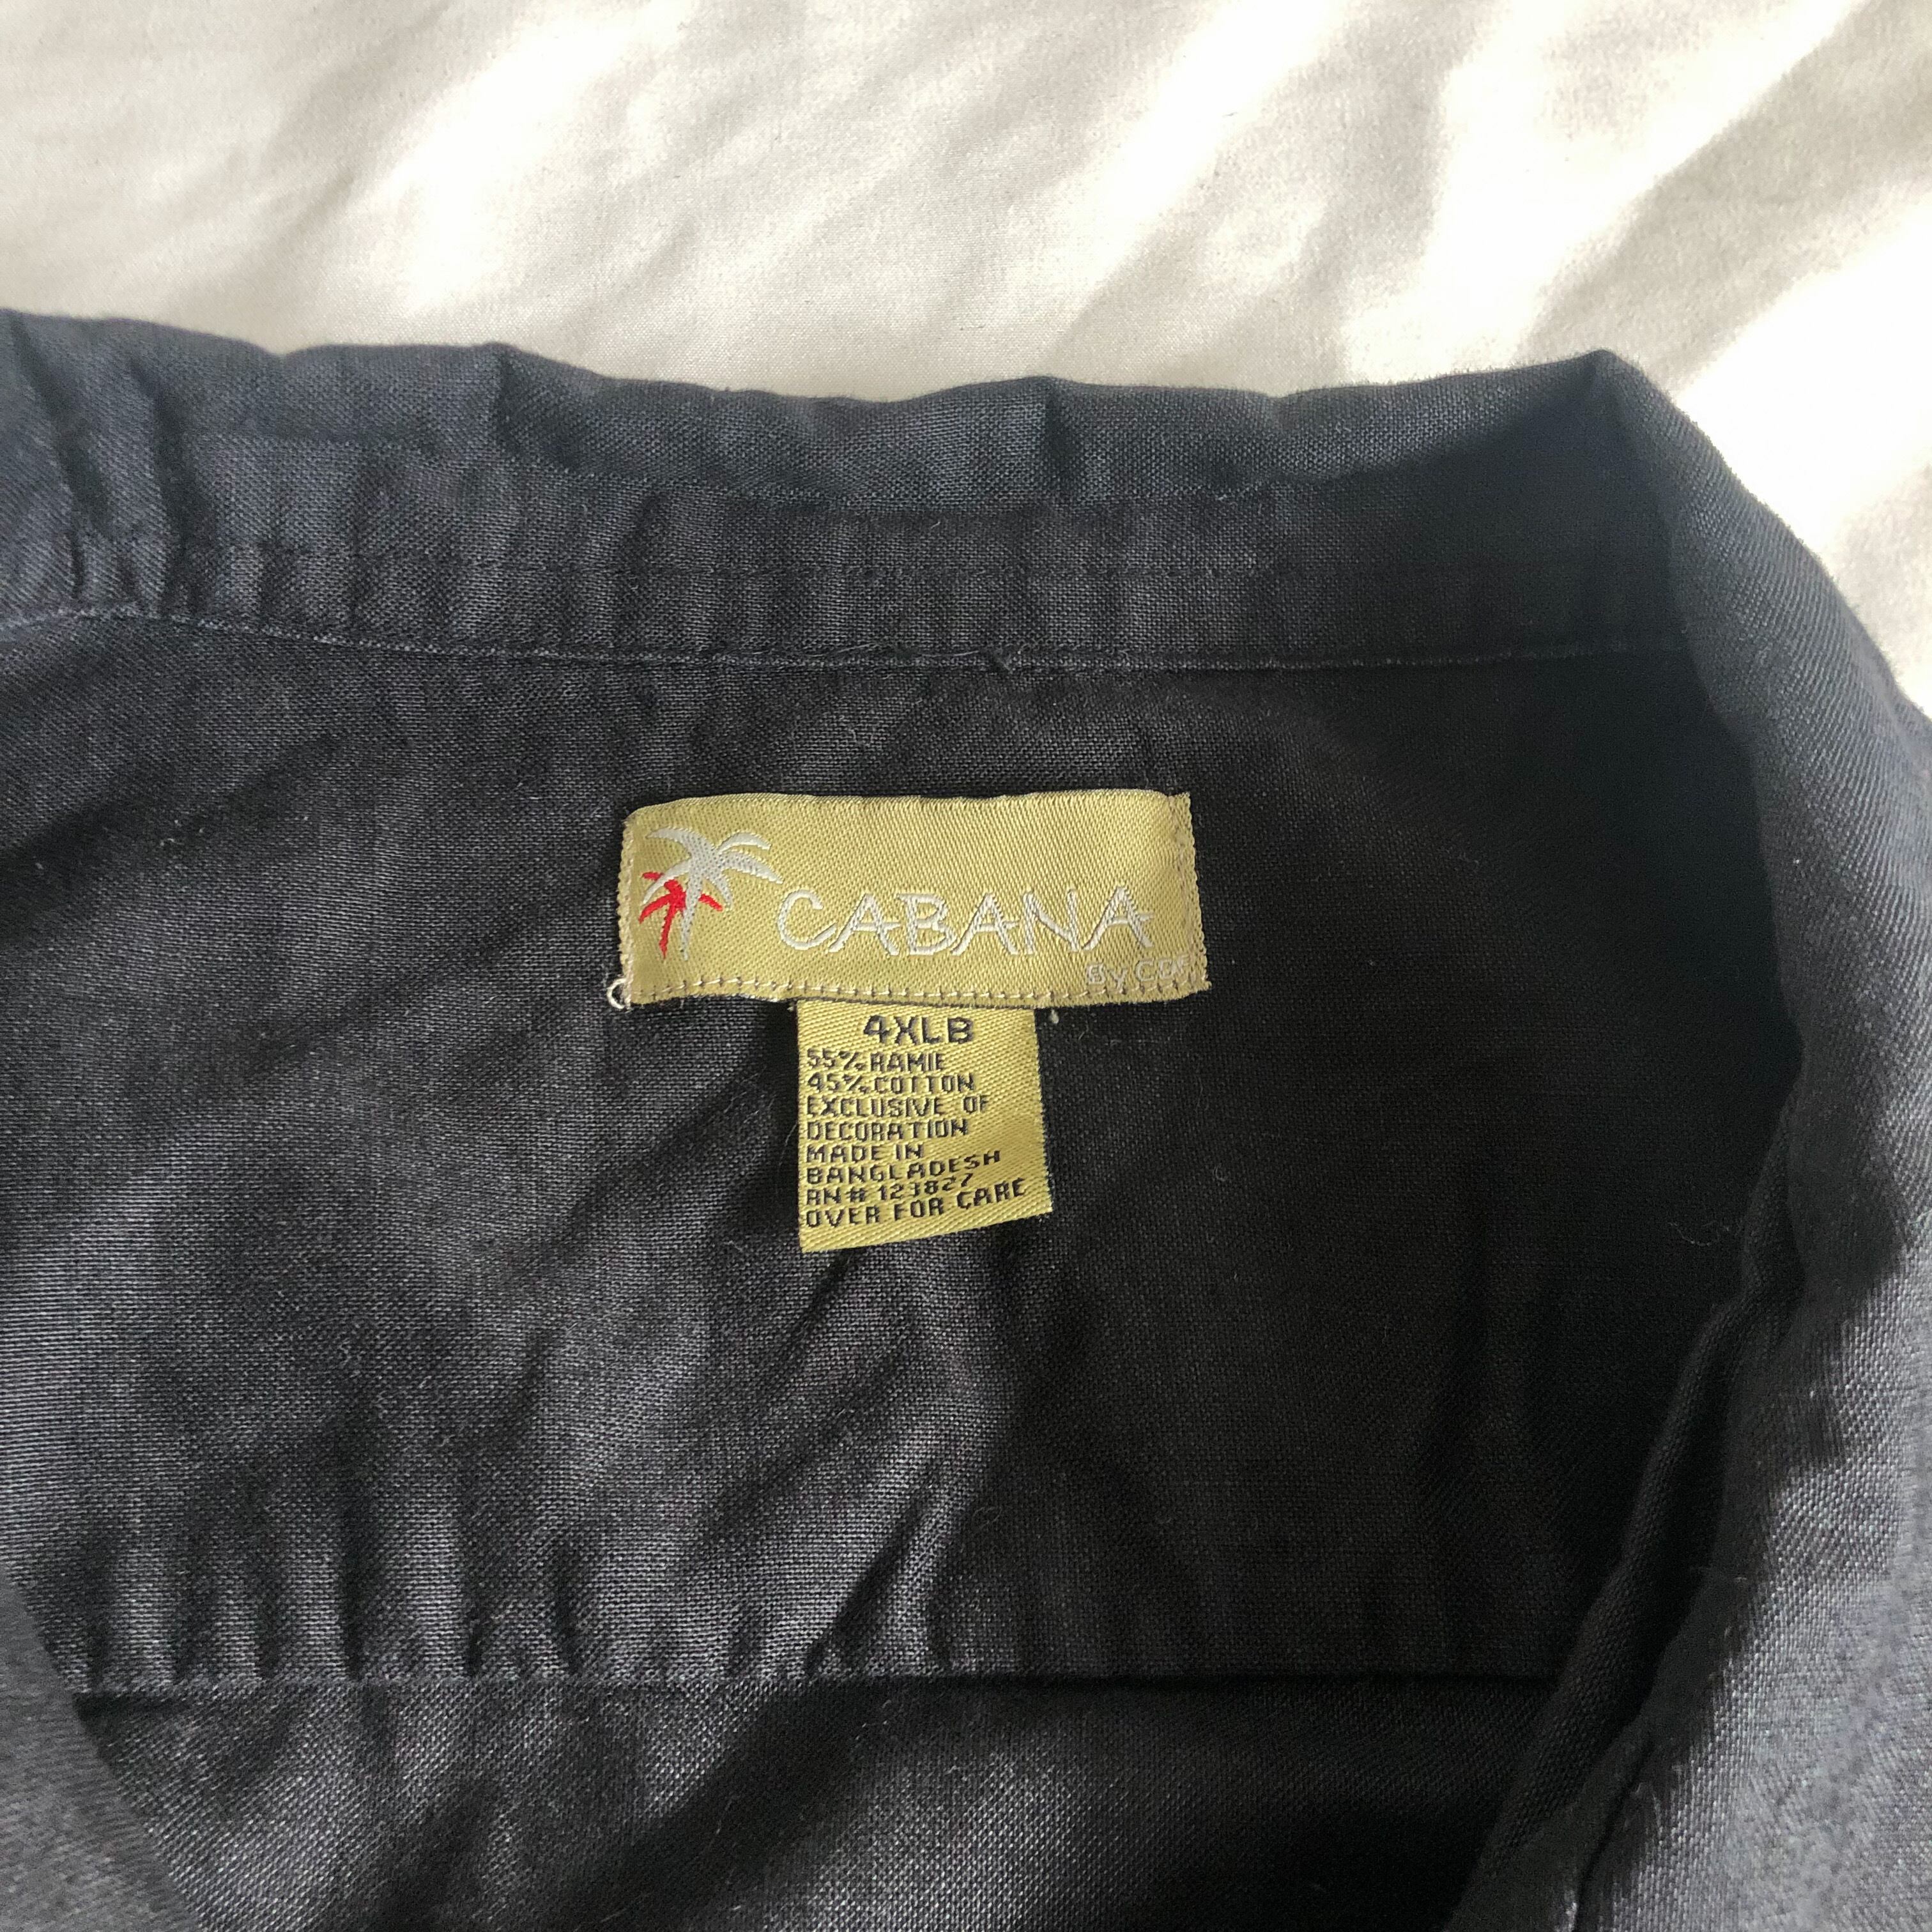 CABANA
By CDF
4XLB
55% RAMIE
45% COTTON
EXCLUSIVE OF
DECORATION
MADE IN
BANGLADESH
RN# 123827
OVER FOR CARE